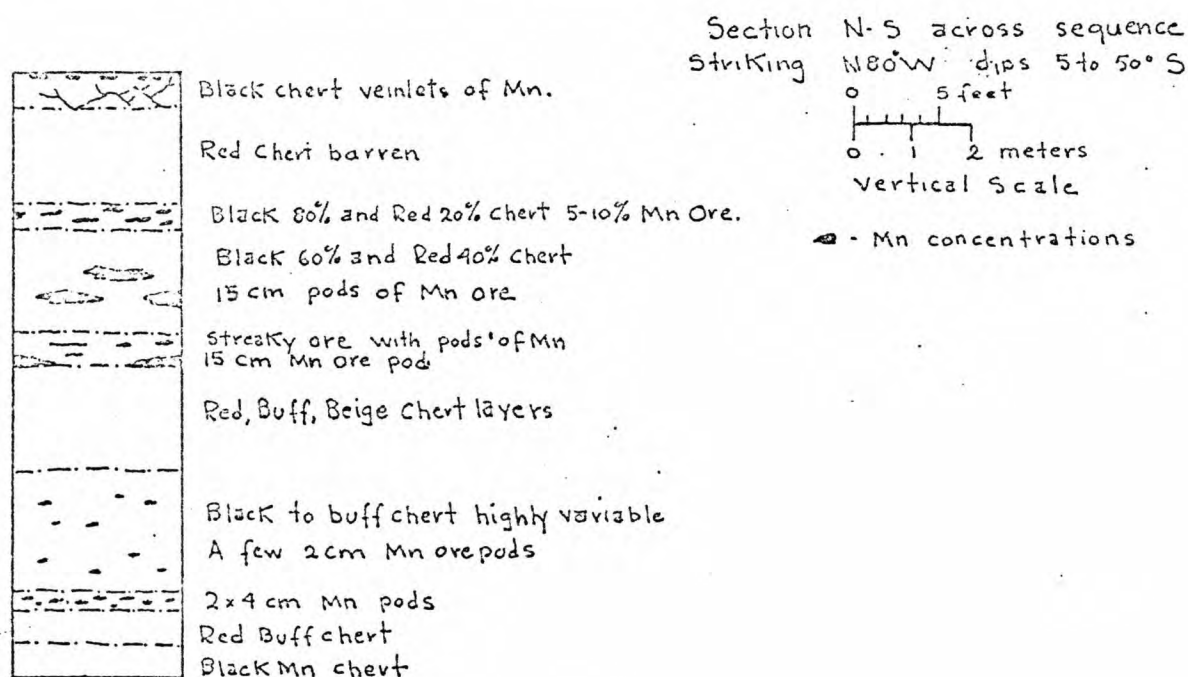 Section N-S across sequence
Striking N80°W dips 5 to 50° S
0 5 feet
0 1 2 meters
Vertical Scale
- Mn concentrations
Black chert veinlets of Mn.
Red Chert barren
Black 80% and Red 20% Chert 5-10% Mn Ore.
Black 60% and Red 40% Chert
15 cm pods of Mn ore
Streaky ore with pods of Mn
15 cm Mn ore pod
Red, Buff, Beige Chert layers
Black to buff chert highly variable
A few 2cm Mn ore pods
2 x 4 cm Mn pods
Red Buff chert
Black Mn chert